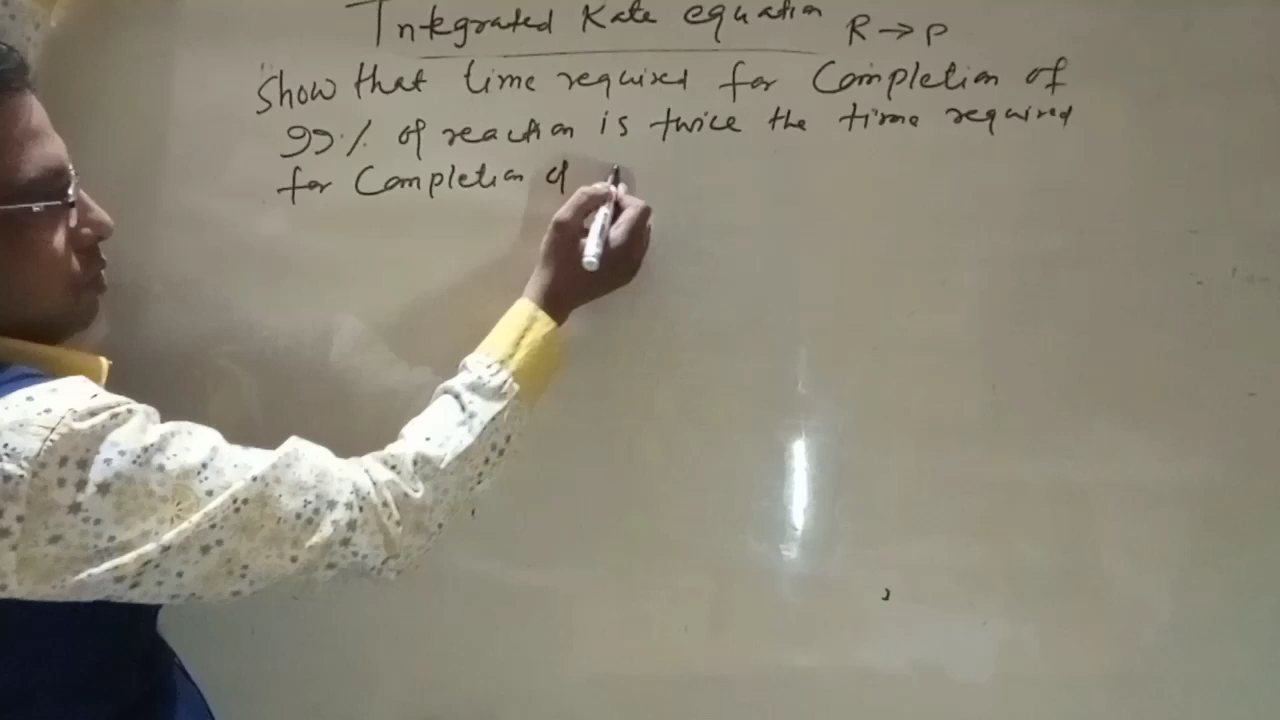 Integrated Rate equation R → P
"Show that time required for Completion of
99% of reaction is twice the time required
for Completion of